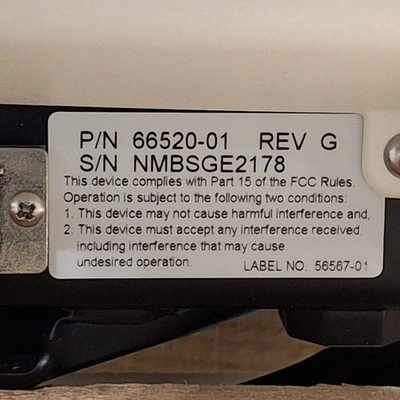 P/N 66520-01 REV G
S/N NMBSGE2178
This device complies with Part 15 of the FCC Rules.
Operation is subject to the following two conditions:
1. This device may not cause harmful interference and,
2. This device must accept any interference received.
including interference that may cause
undesired operation.
LABEL NO. 56567-01